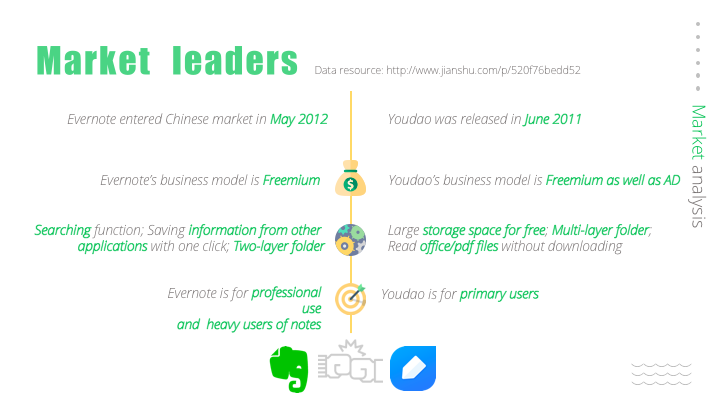 Market leaders
Data resource: http://www.jianshu.com/p/520f76bedd52
Evernote entered Chinese market in May 2012
Youdao was released in June 2011
Evernote's business model is Freemium
Youdao's business model is Freemium as well as AD
Searching function; Saving information from other
applications with one click; Two-layer folder
Large storage space for free; Multi-layer folder;
Read office/pdf files without downloading
Evernote is for professional
use
and heavy users of notes
Youdao is for primary users
Market analysis
$